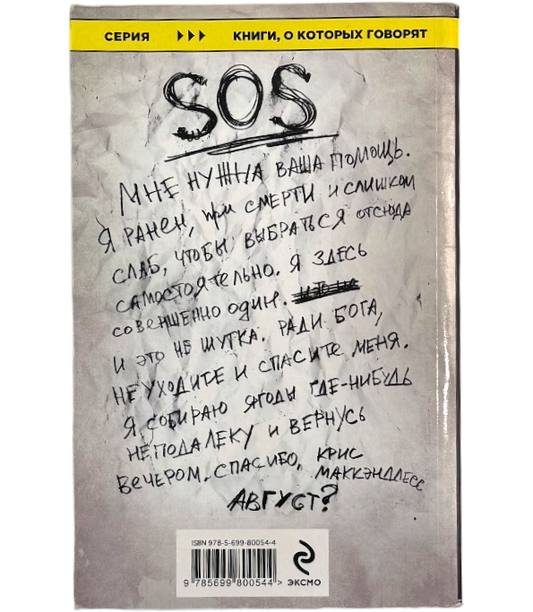 СЕРИЯ КНИГИ, О КОТОРЫХ ГОВОРЯТ
SOS
МНЕ НУЖНА ВАША ПОМОЩЬ.
Я РАНЕН, при СМЕРТИ И СЛИШКОМ
СЛАБ, ЧТОБЫ ВЫБРАТЬСЯ ОТСЮДА
САМОСТОЯТЕЛЬНО. Я ЗДЕСЬ
СОВЕРШЕННО ОДИН.
И ЭТО НЕ ШУТКА. РАДИ БОГА,
НЕ УХОДИТЕ И СПАСИТЕ МЕНЯ.
Я СОБИРАЮ ЯГОДЫ ГДЕ-НИБУДЬ
НЕПОДАЛЕКУ И ВЕРНУСЬ
ВЕЧЕРОМ. СПАСИБО, КРИС
МАККЭНДЛЕСС
АВГУСТ?
ISBN 978-5-699-80054-4
9 785699 800544 >
ЭКСМО